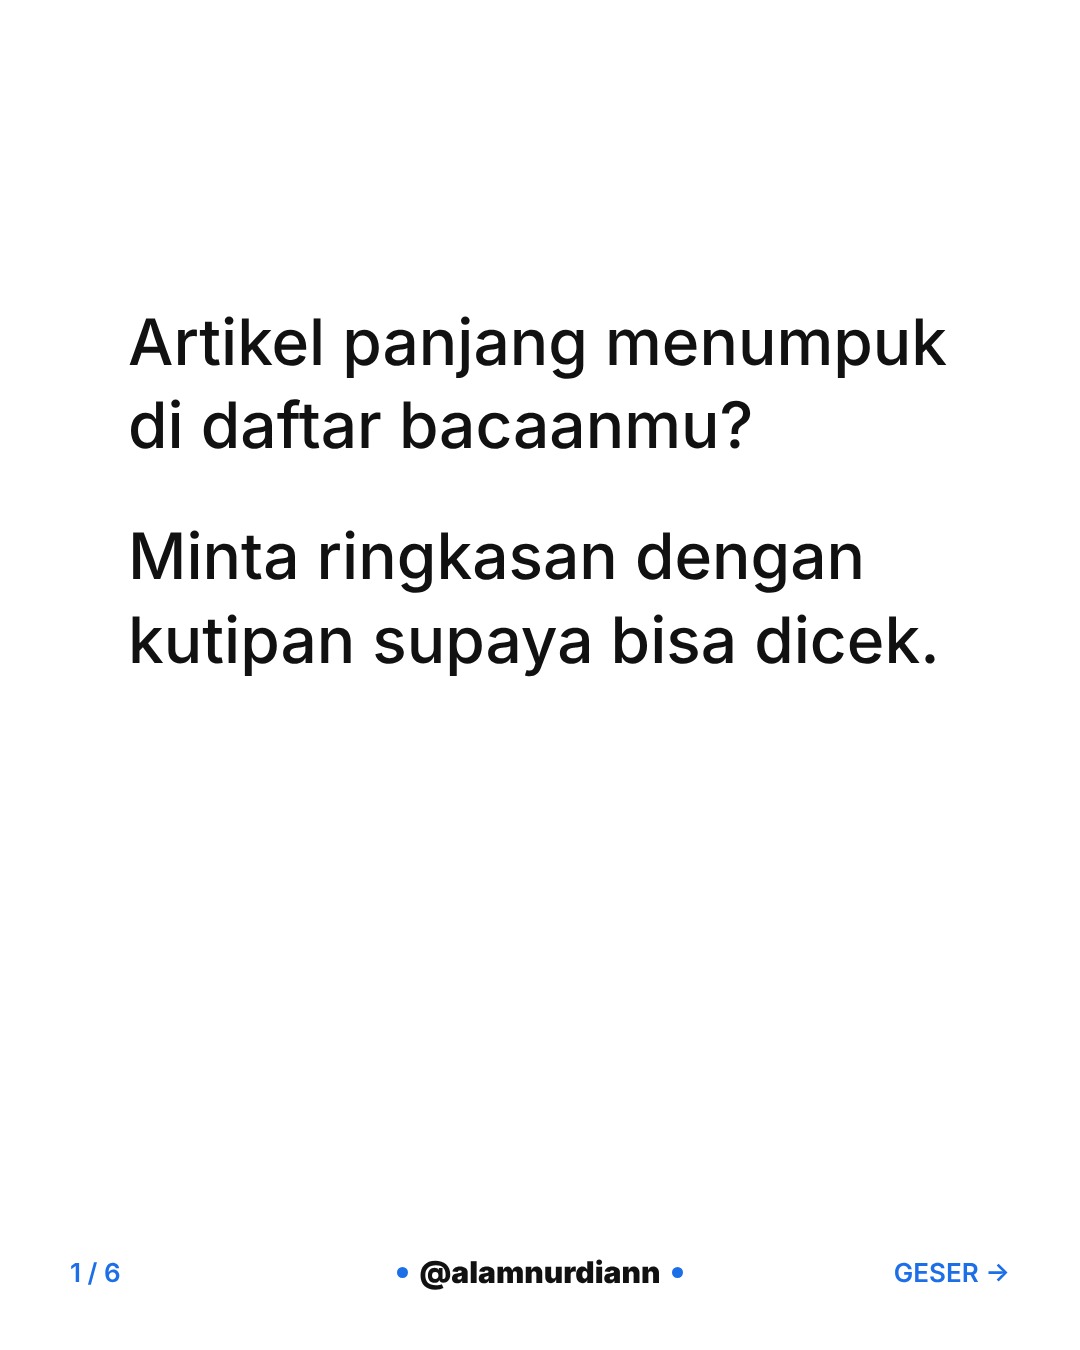 Artikel panjang menumpuk
di daftar bacaanmu?
Minta ringkasan dengan
kutipan supaya bisa dicek.
1 / 6
• @alamnurdiann •
GESER →